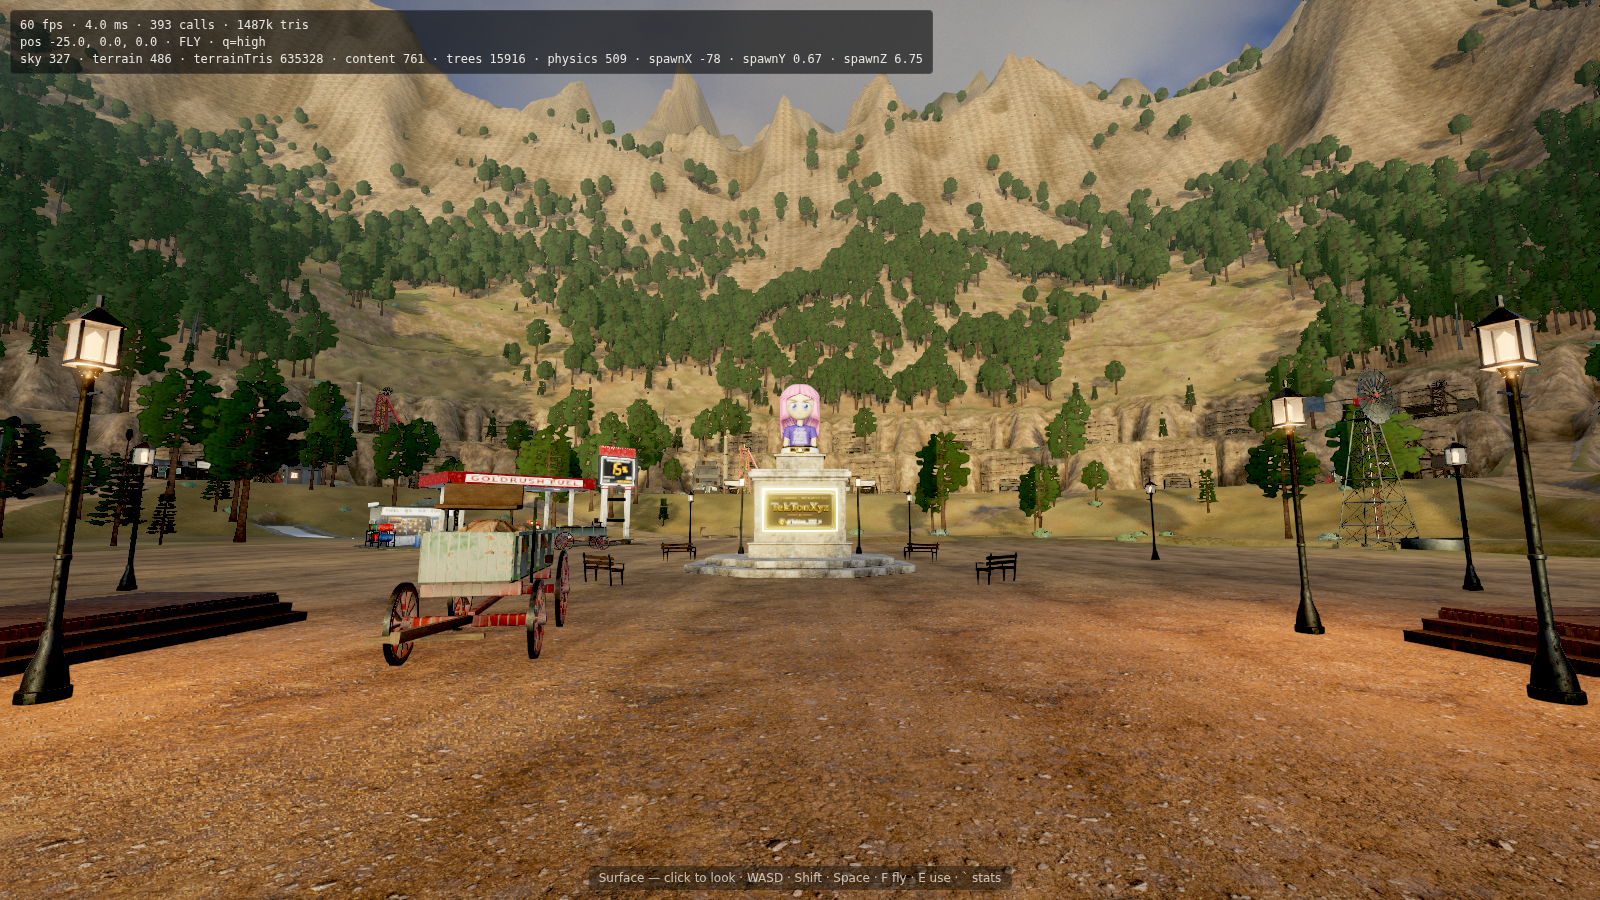 60 fps · 4.0 ms · 393 calls · 1487k tris
pos -25.0, 0.0, 0.0 · FLY · q=high
sky 327 · terrain 486 · terrainTris 635328 · content 761 · trees 15916 · physics 509 · spawnX -78 · spawnY 0.67 · spawnZ 6.75
GOLDRUSH FUEL
TekTonXyz
Surface — click to look · WASD · Shift · Space · F fly · E use · ` stats